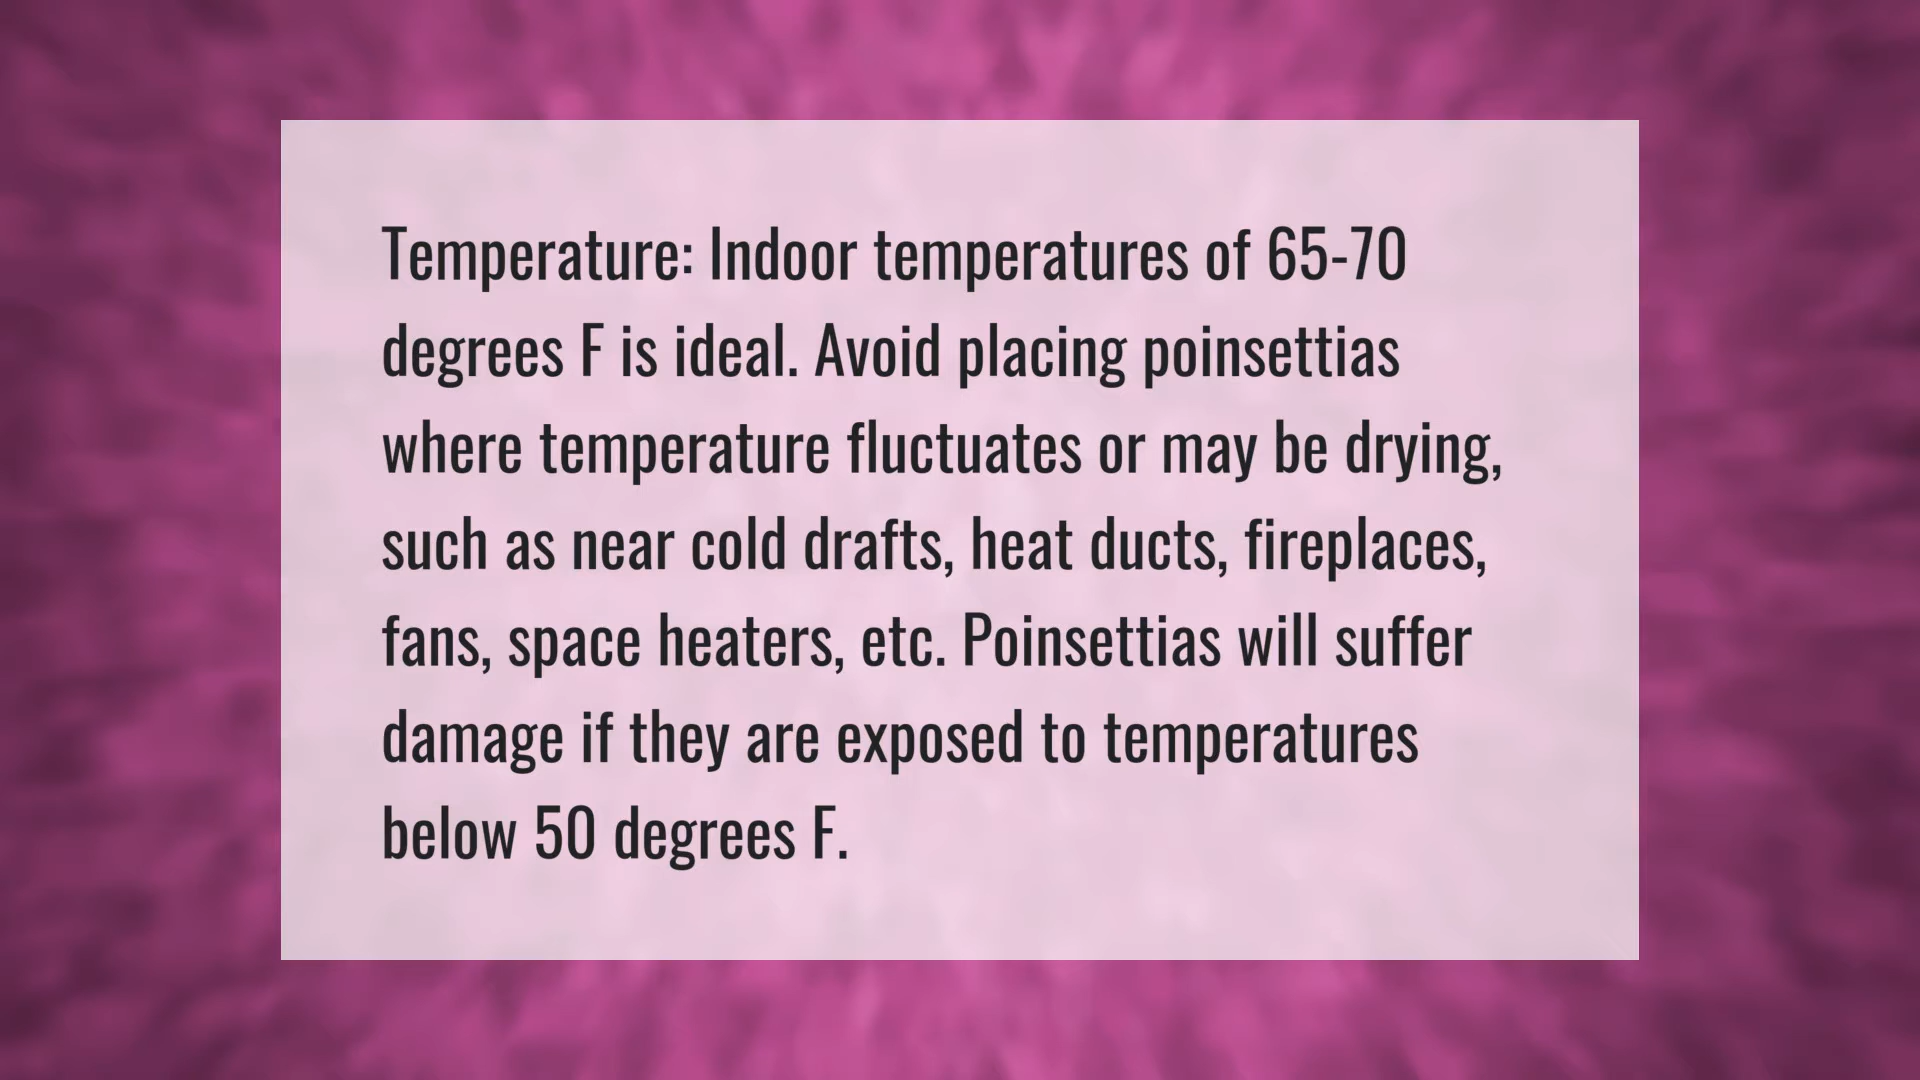 Temperature: Indoor temperatures of 65-70
degrees F is ideal. Avoid placing poinsettias
where temperature fluctuates or may be drying,
such as near cold drafts, heat ducts, fireplaces,
fans, space heaters, etc. Poinsettias will suffer
damage if they are exposed to temperatures
below 50 degrees F.